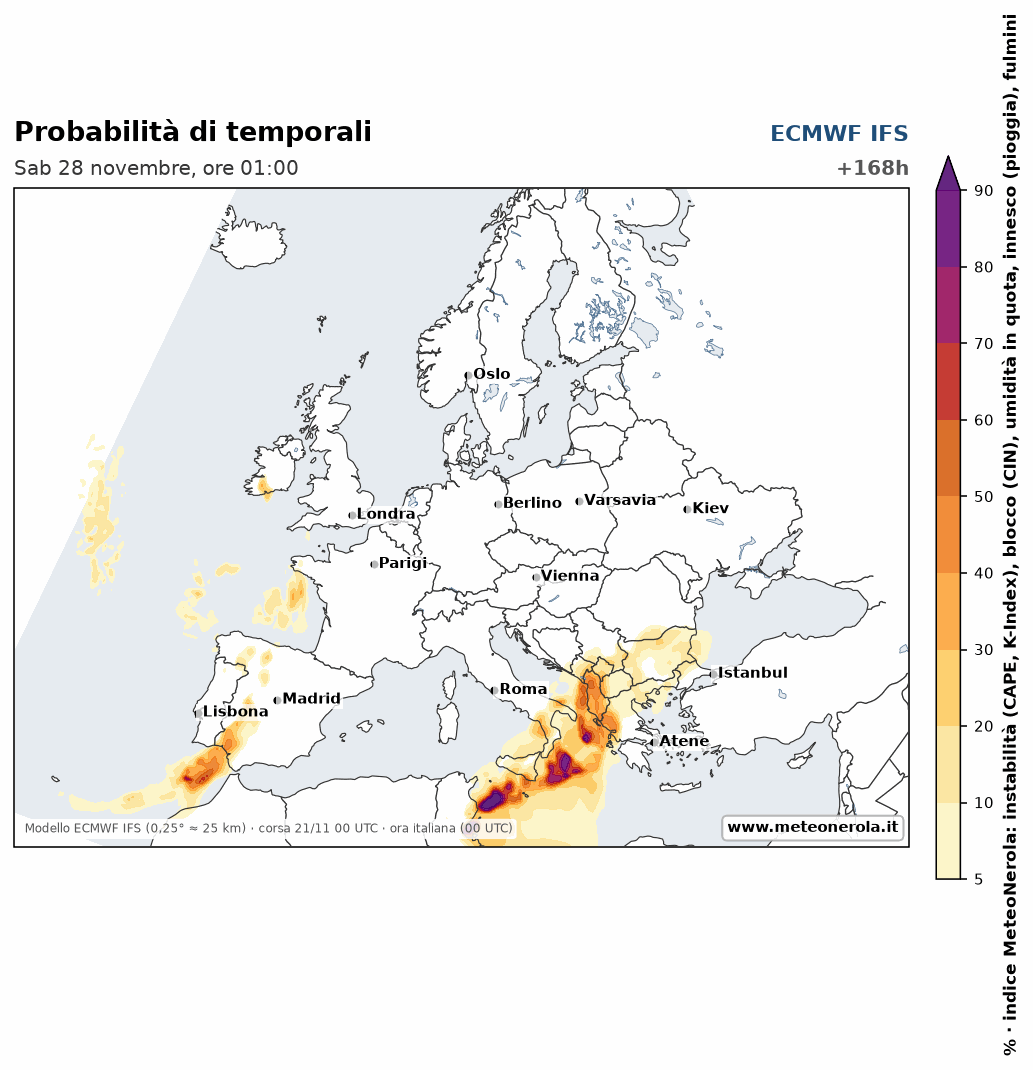 Probabilità di temporali
ECMWF IFS
Sab 28 novembre, ore 01:00
+168h
90
80
70
60
50
40
30
20
10
5
% · indice MeteoNerola: instabilità (CAPE, K-Index), blocco (CIN), umidità in quota, innesco (pioggia), fulmini
Oslo
Londra
Berlino
Varsavia
Kiev
Parigi
Vienna
Istanbul
Roma
Madrid
Lisbona
Atene
Modello ECMWF IFS (0,25° ≈ 25 km) · corsa 21/11 00 UTC · ora italiana (00 UTC)
www.meteonerola.it